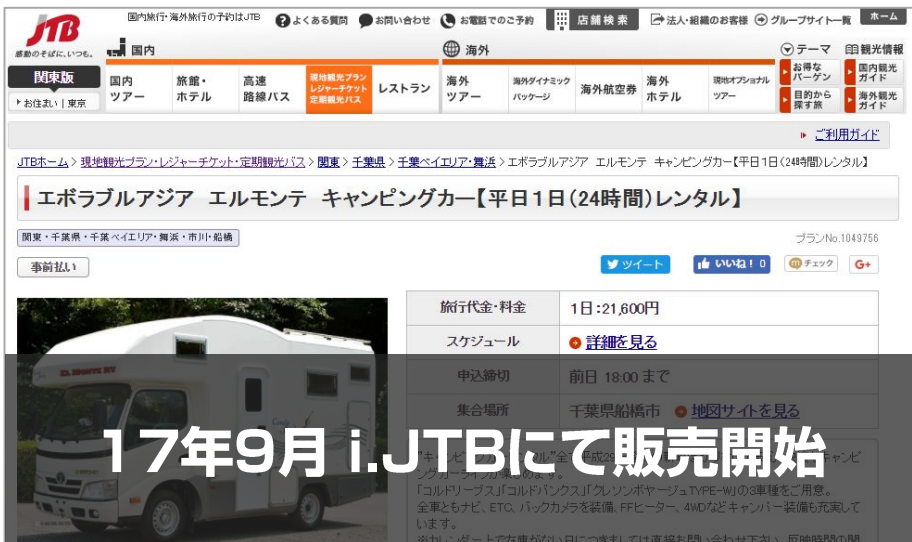 JTB
感動のそばに、いつも。
国内旅行・海外旅行の予約はJTB
よくある質問
お問い合わせ
お電話でのご予約
店舗検索
法人・組織のお客様
グループサイト一覧
ホーム
国内
海外
テーマ
観光情報
関東版
お住まい | 東京
国内
ツアー
旅館・
ホテル
高速
路線バス
現地観光プラン
レジャーチケット
定期観光バス
レストラン
海外
ツアー
海外ダイナミック
パッケージ
海外航空券
海外
ホテル
現地オプショナル
ツアー
お得な
バーゲン
目的から
探す旅
国内観光
ガイド
海外観光
ガイド
ご利用ガイド
JTBホーム > 現地観光プラン・レジャーチケット・定期観光バス > 関東 > 千葉県 > 千葉ベイエリア・舞浜 > エボラブルアジア エルモンテ キャンピングカー【平日1日(24時間)レンタル】
エボラブルアジア エルモンテ キャンピングカー【平日1日(24時間)レンタル】
関東・千葉県・千葉ベイエリア・舞浜・市川・船橋
プランNo.1049756
事前払い
ツイート
いいね! 0
チェック
G+
旅行代金・料金
1日:21,600円
スケジュール
詳細を見る
申込締切
前日 18:00 まで
集合場所
千葉県船橋市 地図サイトを見る
EL MONTE RV
17年9月 i.JTBにて販売開始
「コルドリーブス」「コルドバンクス」「クレソンボヤージュTYPE-W」の3車種をご用意。
全車ともナビ、ETC、バックカメラを装備、FFヒーター、4WDなどキャンパー装備も充実して
います。